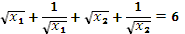 √x₁ + 1/√x₁ + √x₂ + 1/√x₂ = 6